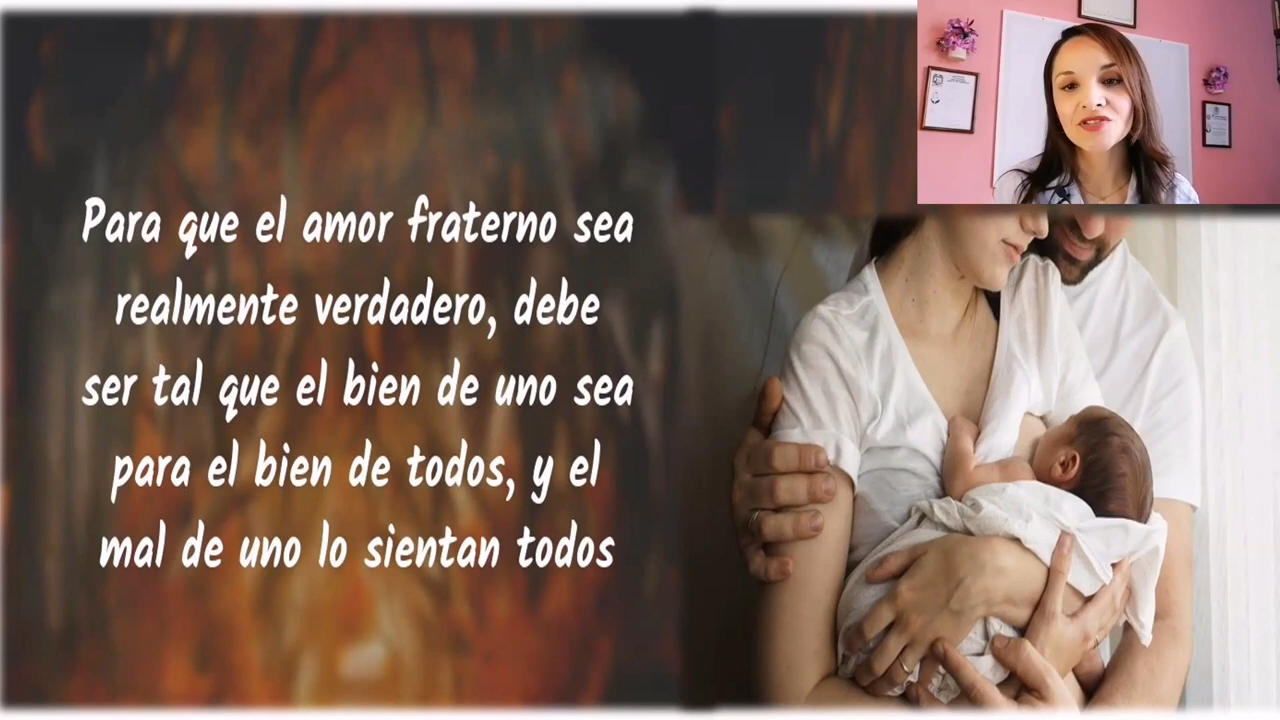 Para que el amor fraterno sea
realmente verdadero, debe
ser tal que el bien de uno sea
para el bien de todos, y el
mal de uno lo sientan todos